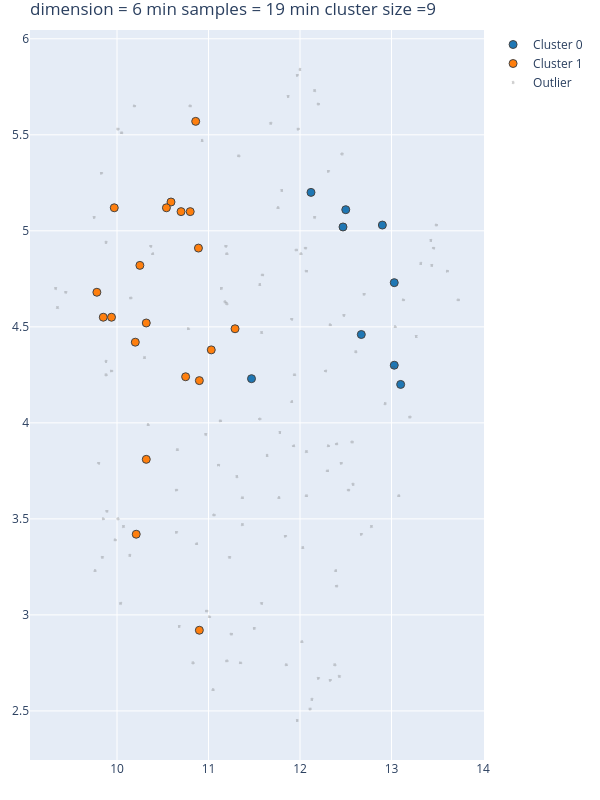 dimension = 6 min samples = 19 min cluster size =9
Cluster 0
Cluster 1
Outlier
6
5.5
5
4.5
4
3.5
3
2.5
10 11 12 13 14